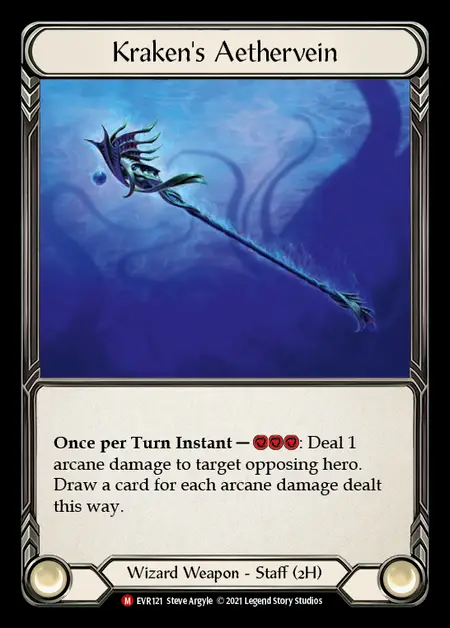 Kraken's Aethervein
Once per Turn Instant — : Deal 1
arcane damage to target opposing hero.
Draw a card for each arcane damage dealt
this way.
Wizard Weapon - Staff (2H)
M EVR121 Steve Argyle © 2021 Legend Story Studios